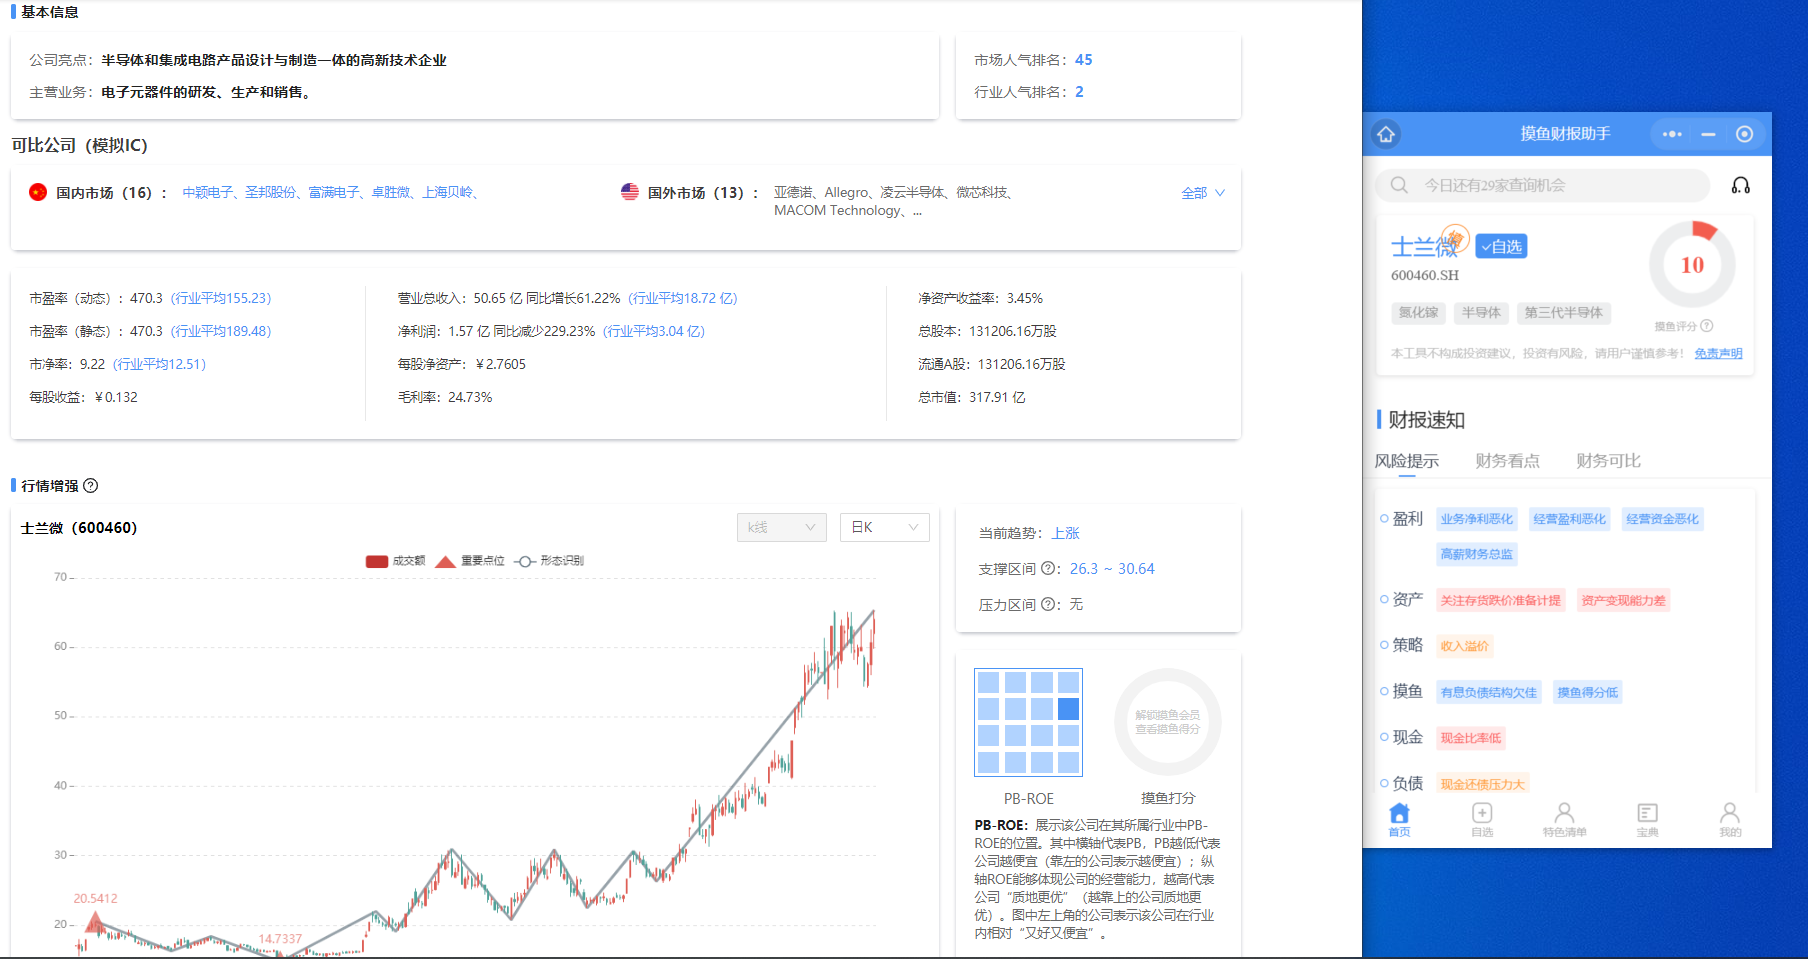 基本信息
公司亮点：半导体和集成电路产品设计与制造一体的高新技术企业
主营业务：电子元器件的研发、生产和销售。
市场人气排名：45
行业人气排名：2
可比公司（模拟IC）
国内市场（16）：
中颖电子、圣邦股份、富满电子、卓胜微、上海贝岭、
国外市场（13）：
亚德诺、Allegro、凌云半导体、微芯科技、
MACOM Technology、...
全部
市盈率（动态）：470.3（行业平均155.23）
市盈率（静态）：470.3（行业平均189.48）
市净率：9.22（行业平均12.51）
每股收益：￥0.132
营业总收入：50.65 亿 同比增长61.22%（行业平均18.72 亿）
净利润：1.57 亿 同比减少229.23%（行业平均3.04 亿）
每股净资产：￥2.7605
毛利率：24.73%
净资产收益率：3.45%
总股本：131206.16万股
流通A股：131206.16万股
总市值：317.91 亿
行情增强 ?
士兰微（600460）
k线
日K
成交额
重要点位
形态识别
70
60
50
40
30
20
20.5412
14.7337
当前趋势：上涨
支撑区间 ?：26.3 ~ 30.64
压力区间 ?：无
解锁摸鱼会员
查看摸鱼得分
PB-ROE
摸鱼打分
PB-ROE：展示该公司在其所属行业中PB-
ROE的位置。其中横轴代表PB，PB越低代表
公司越便宜（靠左的公司表示越便宜）；纵
轴ROE能够体现公司的经营能力，越高代表
公司“质地更优”（越靠上的公司质地更
优）。图中左上角的公司表示该公司在行业
内相对“又好又便宜”。
摸鱼财报助手
今日还有29家查询机会
士兰微
✓自选
600460.SH
10
氮化镓
半导体
第三代半导体
摸鱼评分 ?
本工具不构成投资建议，投资有风险，请用户谨慎参考！ 免责声明
财报速知
风险提示
财务看点
财务可比
盈利
业务净利恶化
经营盈利恶化
经营资金恶化
高薪财务总监
资产
关注存货跌价准备计提
资产变现能力差
策略
收入溢价
摸鱼
有息负债结构欠佳
摸鱼得分低
现金
现金比率低
负债
现金还债压力大
首页
自选
特色清单
宝典
我的